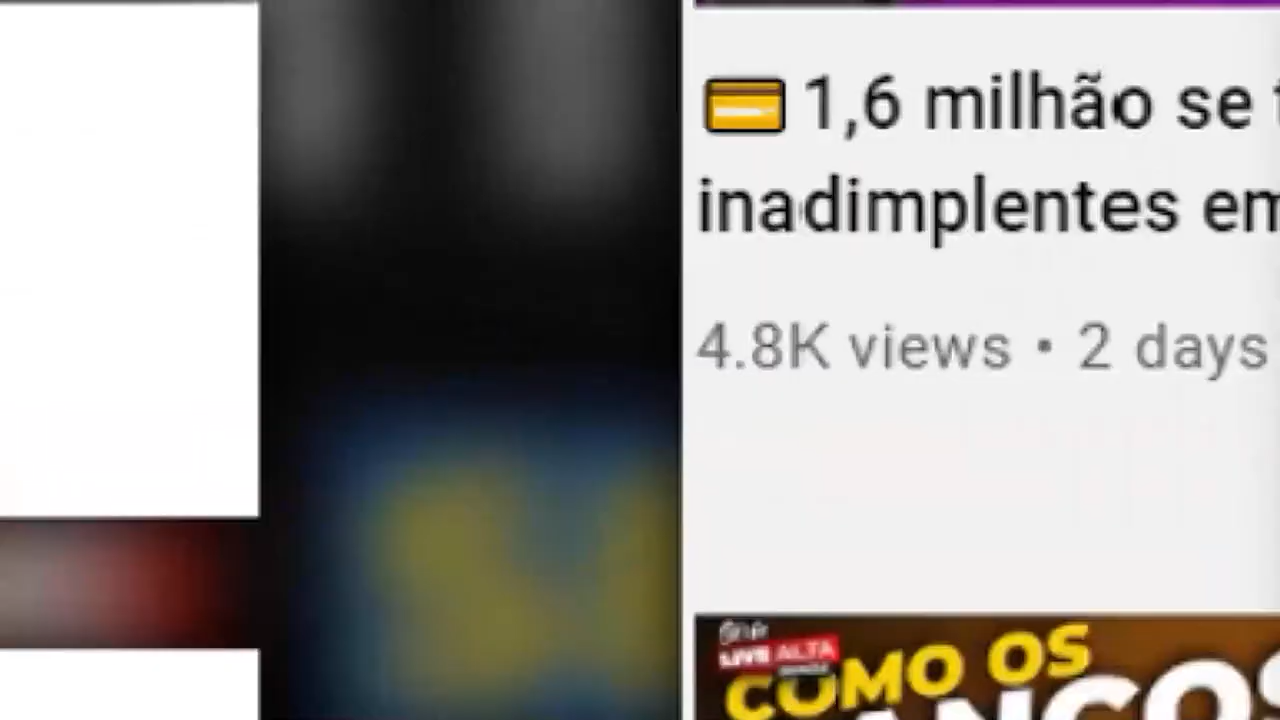 1,6 milhão se
inadimplentes em
4.8K views • 2 days
LIVE ALTA
COMO OS